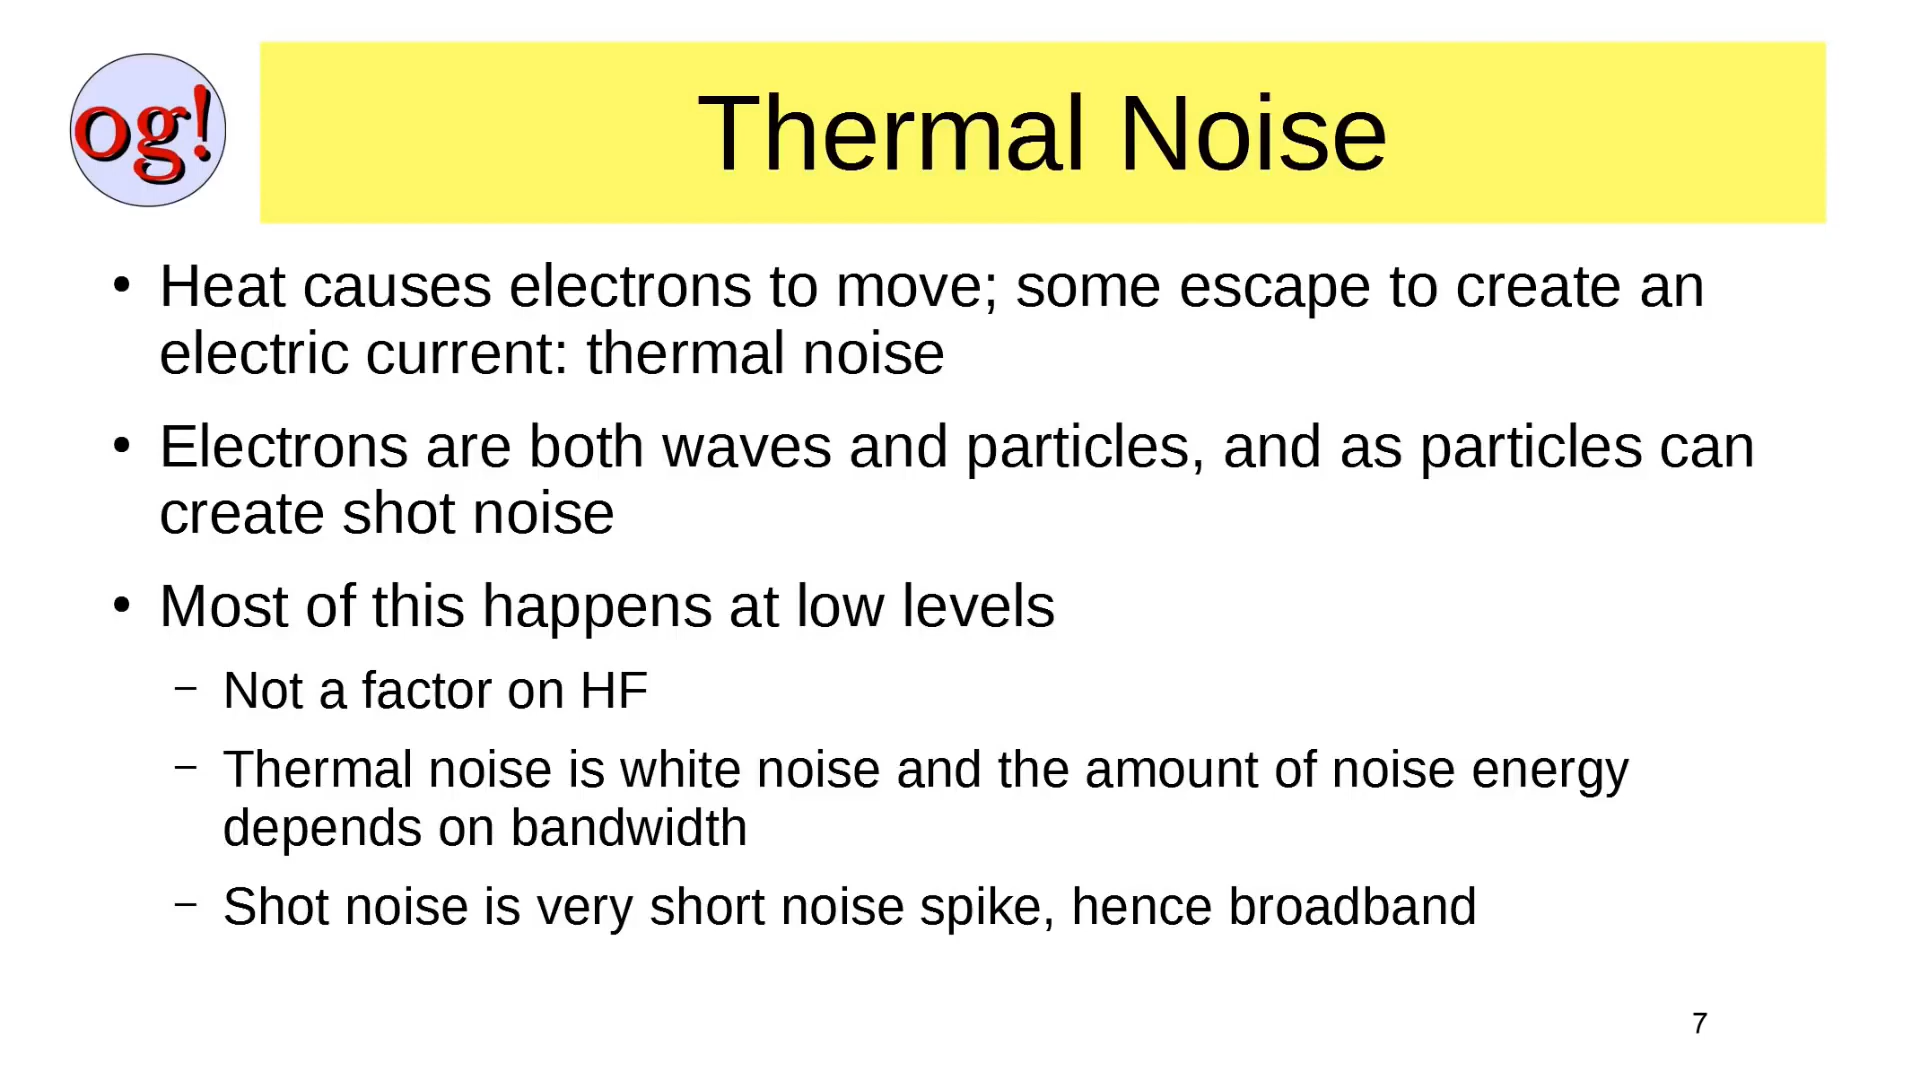 og!
Thermal Noise
• Heat causes electrons to move; some escape to create an
electric current: thermal noise
• Electrons are both waves and particles, and as particles can
create shot noise
• Most of this happens at low levels
– Not a factor on HF
– Thermal noise is white noise and the amount of noise energy
depends on bandwidth
– Shot noise is very short noise spike, hence broadband
7